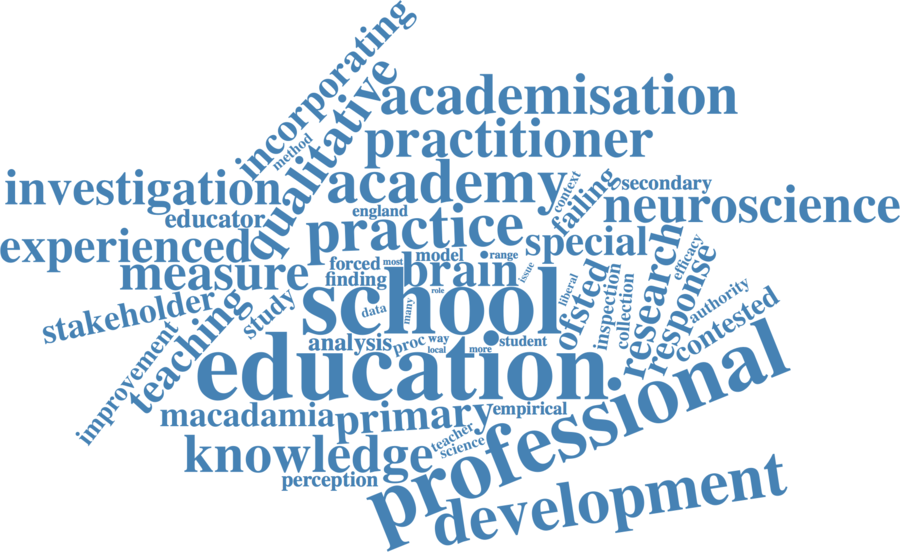 incorporating
method
qualitative
academisation
practitioner
investigation
academy
context
failing
secondary
educator
england
neuroscience
experienced
practice
special
measure
forced
most
model
range
finding
brain
issue
research
efficacy
stakeholder
teaching
study
school
role
data
many
liberal
ofsted
inspection
collection
response
authority
contested
improvement
analysis
proc
way
local
more
student
education.
professional
macadamia
primary
empirical
knowledge
teacher
science
perception
development